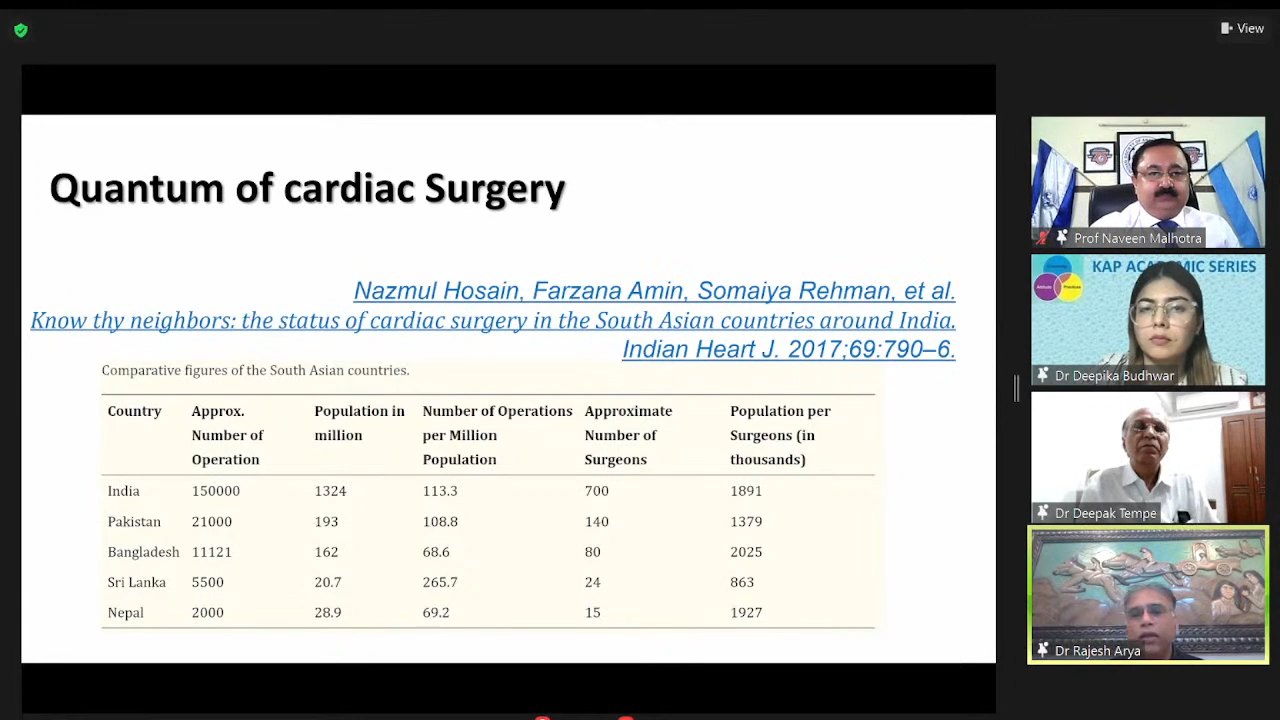 View
Quantum of cardiac Surgery
Nazmul Hosain, Farzana Amin, Somaiya Rehman, et al.
Know thy neighbors: the status of cardiac surgery in the South Asian countries around India.
Indian Heart J. 2017;69:790–6.
Comparative figures of the South Asian countries.
Country Approx. Number of Operation Population in million Number of Operations per Million Population Approximate Number of Surgeons Population per Surgeons (in thousands)
India 150000 1324 113.3 700 1891
Pakistan 21000 193 108.8 140 1379
Bangladesh 11121 162 68.6 80 2025
Sri Lanka 5500 20.7 265.7 24 863
Nepal 2000 28.9 69.2 15 1927
Prof Naveen Malhotra
KAP ACADEMIC SERIES
Attitude
Practices
Dr Deepika Budhwar
Dr Deepak Tempe
Dr Rajesh Arya